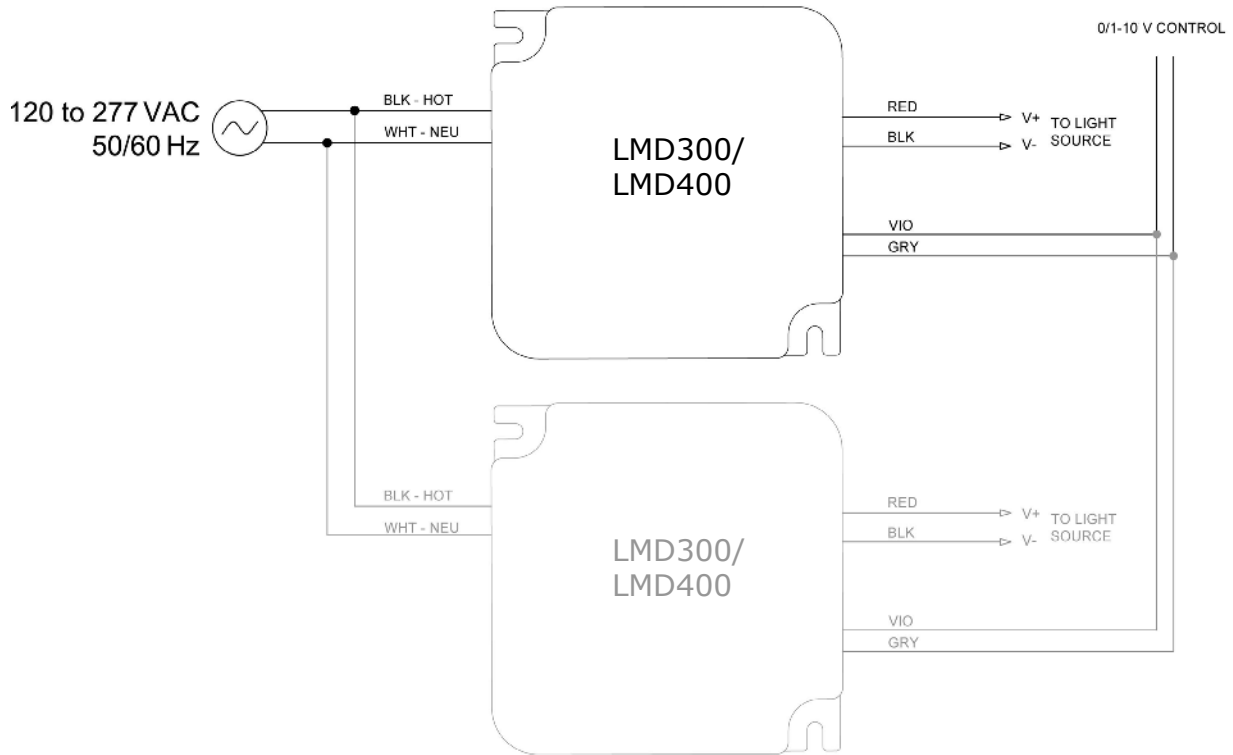 0/1-10 V CONTROL
120 to 277 VAC
50/60 Hz
BLK - HOT
WHT - NEU
LMD300/
LMD400
RED
BLK
V+
V-
TO LIGHT
SOURCE
VIO
GRY
BLK - HOT
WHT - NEU
LMD300/
LMD400
RED
BLK
V+
V-
TO LIGHT
SOURCE
VIO
GRY